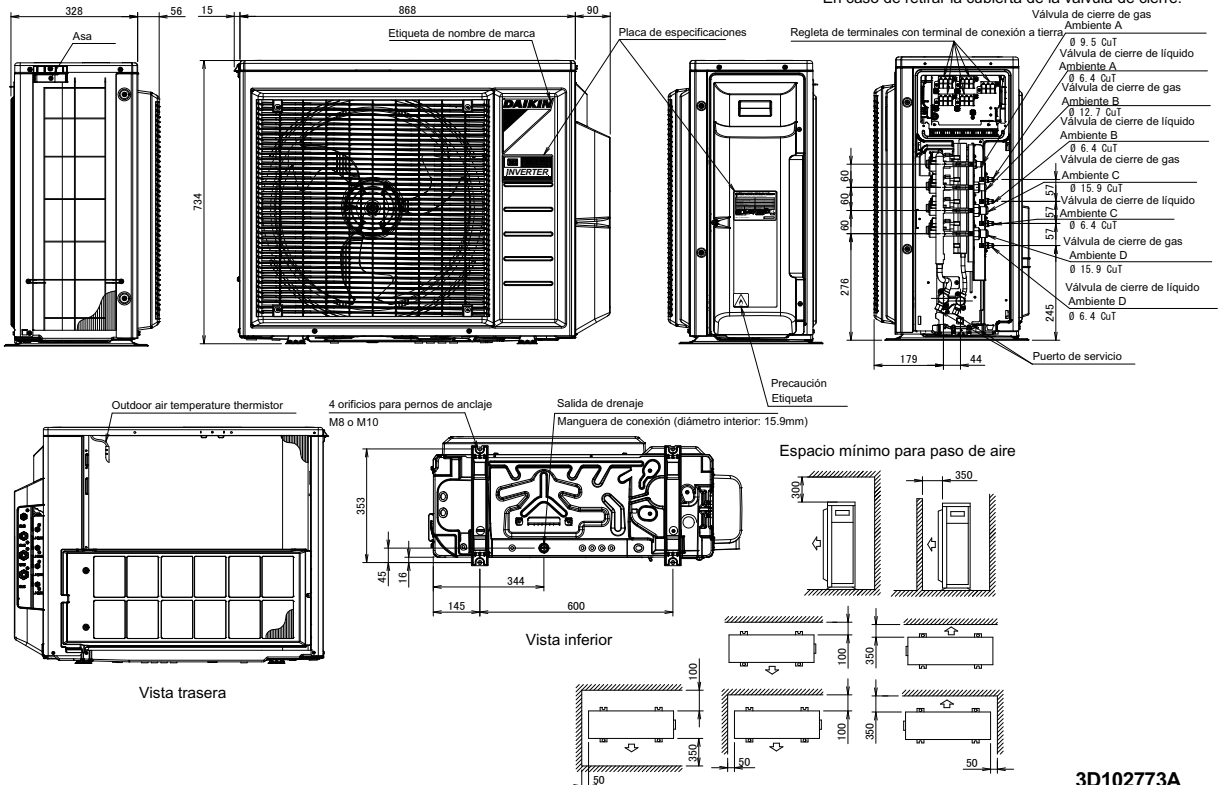 En caso de retirar la cubierta de la válvula de cierre.
328
56
15
868
90
Asa
Etiqueta de nombre de marca
Placa de especificaciones
Regleta de terminales con terminal de conexión a tierra
Válvula de cierre de gas
Ambiente A
Ø 9.5 CuT
Válvula de cierre de líquido
Ambiente A
Ø 6.4 CuT
Válvula de cierre de gas
Ambiente B
Ø 12.7 CuT
Válvula de cierre de líquido
Ambiente B
Ø 6.4 CuT
Válvula de cierre de gas
Ambiente C
Ø 15.9 CuT
Válvula de cierre de líquido
Ambiente C
Ø 6.4 CuT
Válvula de cierre de gas
Ambiente D
Ø 15.9 CuT
Válvula de cierre de líquido
Ambiente D
Ø 6.4 CuT
DAIKIN
INVERTER
734
60
60
60
276
57
57
57
245
179
44
Puerto de servicio
Precaución
Etiqueta
Outdoor air temperature thermistor
4 orificios para pernos de anclaje
M8 o M10
Salida de drenaje
Manguera de conexión (diámetro interior: 15.9mm)
353
45
16
344
145
600
Vista inferior
Vista trasera
Espacio mínimo para paso de aire
300
350
100
350
100
350
50
100
50
350
50
3D102773A